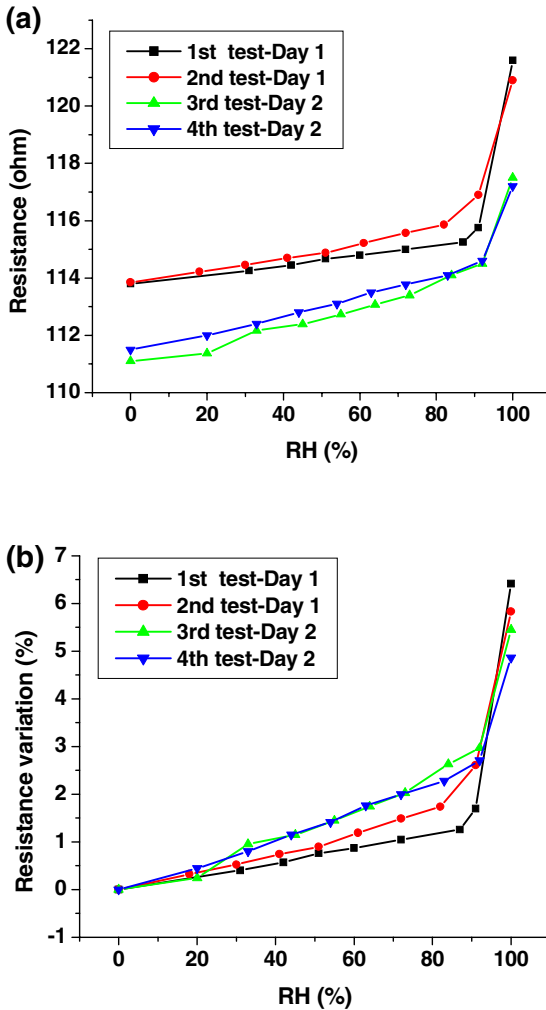 (a)
1st test-Day 1
2nd test-Day 1
3rd test-Day 2
4th test-Day 2
122
120
118
116
114
112
110
Resistance (ohm)
0 20 40 60 80 100
RH (%)
(b)
1st test-Day 1
2nd test-Day 1
3rd test-Day 2
4th test-Day 2
7
6
5
4
3
2
1
0
-1
Resistance variation (%)
0 20 40 60 80 100
RH (%)